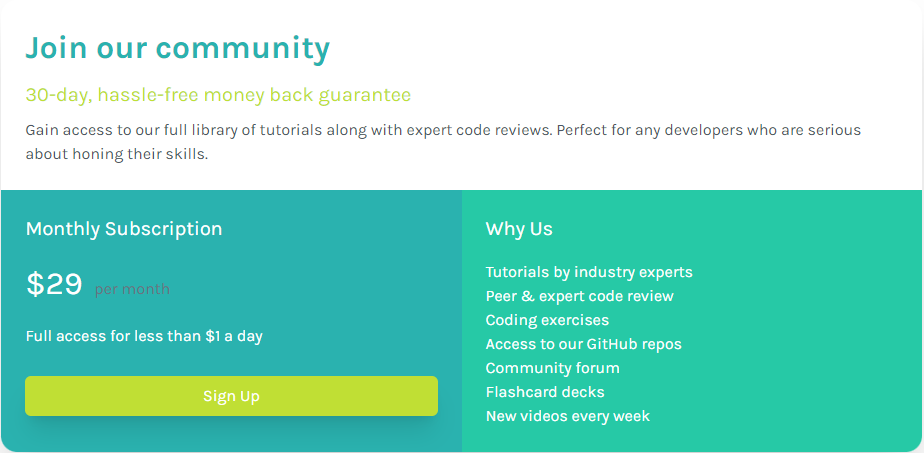 Join our community
30-day, hassle-free money back guarantee
Gain access to our full library of tutorials along with expert code reviews. Perfect for any developers who are serious
about honing their skills.
Monthly Subscription
$29 per month
Full access for less than $1 a day
Sign Up
Why Us
Tutorials by industry experts
Peer & expert code review
Coding exercises
Access to our GitHub repos
Community forum
Flashcard decks
New videos every week